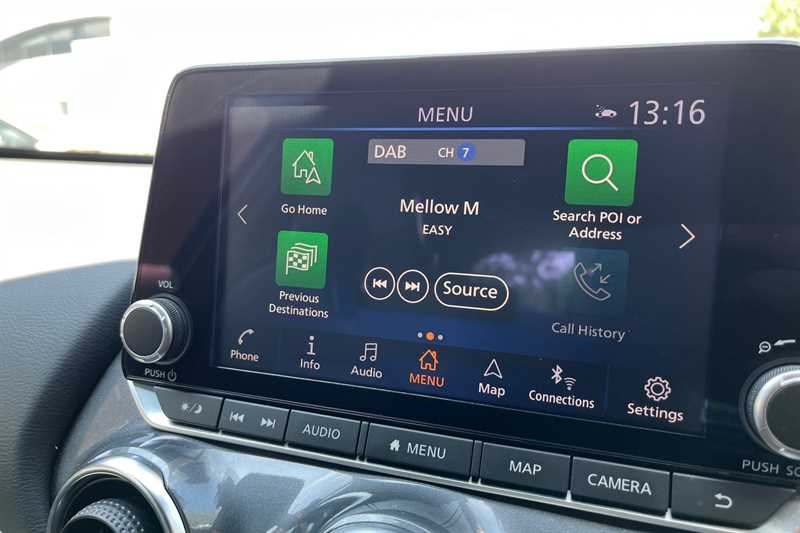 MENU
13:16
DAB CH 7
Go Home
Mellow M
EASY
Search POI or
Address
Previous
Destinations
Source
Call History
Phone
Info
Audio
MENU
Map
Connections
Settings
VOL
PUSH
AUDIO
MENU
MAP
CAMERA
PUSH